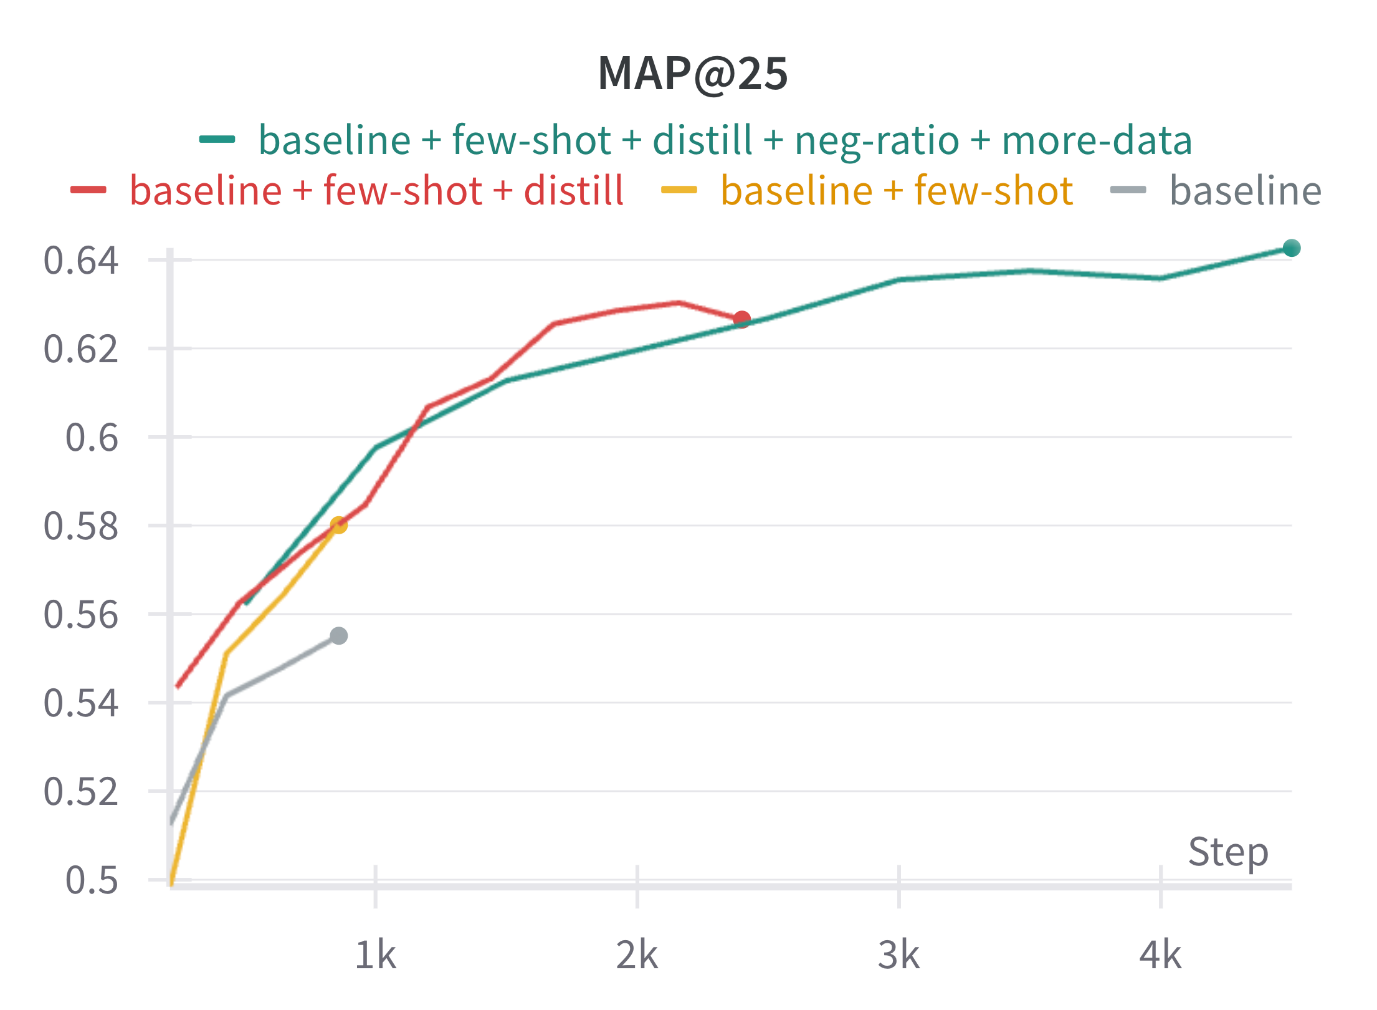 MAP@25
baseline + few-shot + distill + neg-ratio + more-data
baseline + few-shot + distill baseline + few-shot baseline
0.64
0.62
0.6
0.58
0.56
0.54
0.52
0.5
Step
1k 2k 3k 4k